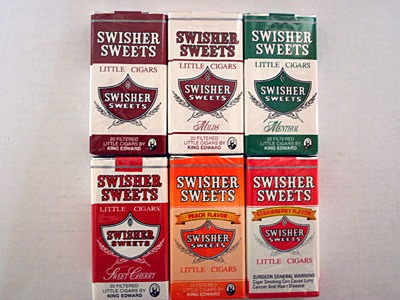 SWISHER
SWEETS
LITTLE CIGARS
SWISHER
SWEETS
20 FILTERED
LITTLE CIGARS BY
KING EDWARD
SWISHER
SWEETS
LITTLE CIGARS
SWISHER
SWEETS
Milds
20 FILTERED
LITTLE CIGARS BY
KING EDWARD
SWISHER
SWEETS
LITTLE CIGARS
SWISHER
SWEETS
Menthol
20 FILTERED
LITTLE CIGARS BY
KING EDWARD
SWISHER
SWEETS
LITTLE CIGARS
SWISHER
SWEETS
Sweet Cherry
20 FILTERED
LITTLE CIGARS BY
KING EDWARD
SWISHER
SWEETS
PEACH FLAVOR
SWISHER
SWEETS
LITTLE CIGARS
20 FILTERED
LITTLE CIGARS BY
KING EDWARD
SWISHER
SWEETS
STRAWBERRY FLAVOR
SWISHER
SWEETS
LITTLE CIGARS
SURGEON GENERAL WARNING:
Cigar Smoking Can Cause Lung
Cancer And Heart Disease!